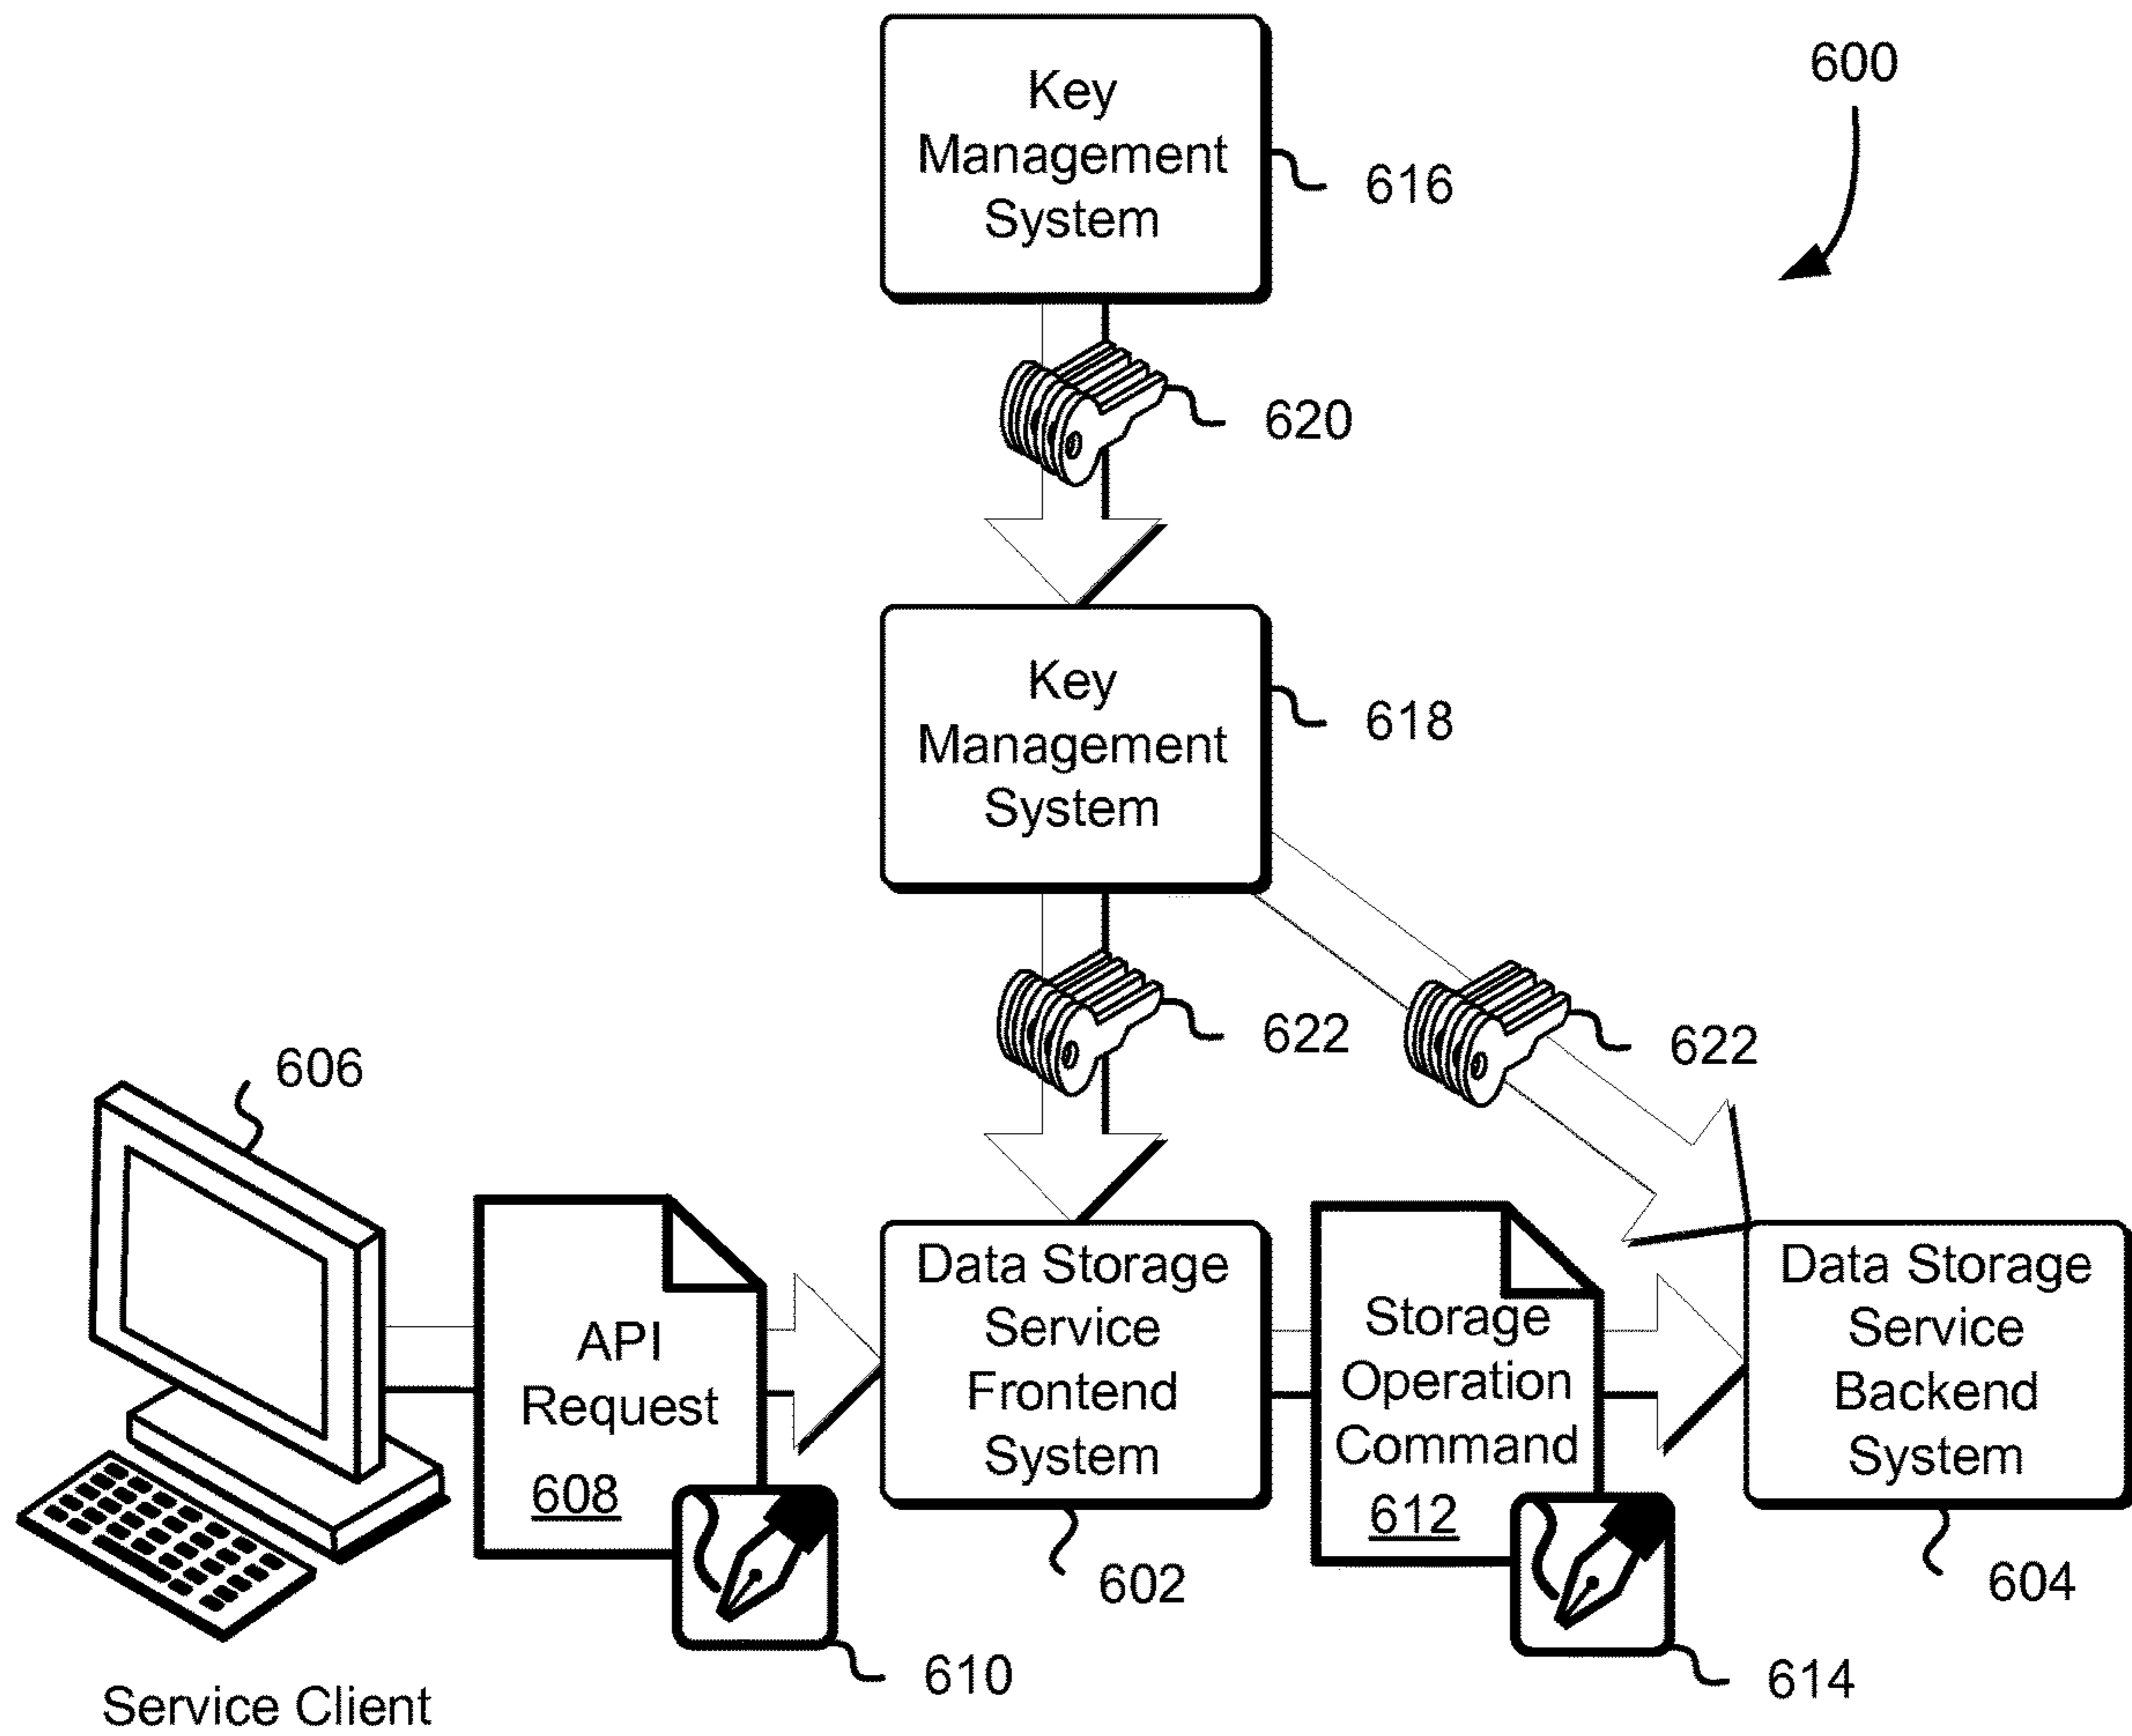 600
Key
Management
System
616
620
Key
Management
System
618
622
622
606
API
Request
608
Data Storage
Service
Frontend
System
Storage
Operation
Command
612
Data Storage
Service
Backend
System
602
604
610
614
Service Client